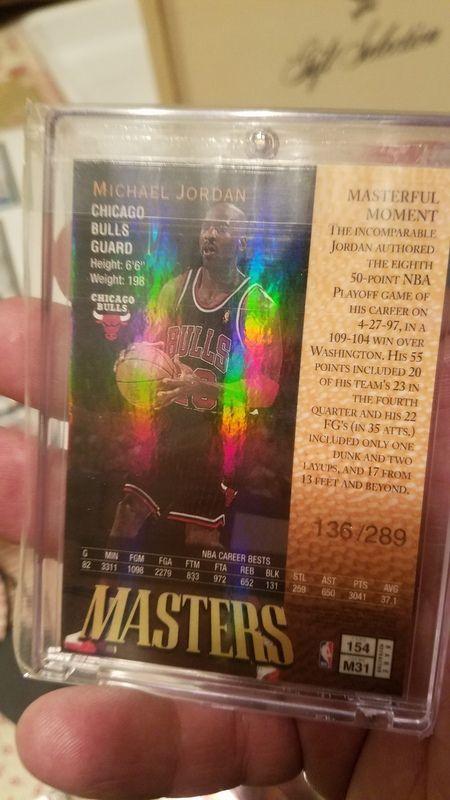 Gift Selection
MICHAEL JORDAN
CHICAGO
BULLS
GUARD
Height: 6'6"
Weight: 198
CHICAGO
BULLS
BULLS
MASTERFUL
MOMENT
THE INCOMPARABLE
JORDAN AUTHORED
THE EIGHTH
50-POINT NBA
PLAYOFF GAME OF
HIS CAREER ON
4-27-97, IN A
109-104 WIN OVER
WASHINGTON. HIS 55
POINTS INCLUDED 20
OF HIS TEAM'S 23 IN
THE FOURTH
QUARTER AND HIS 22
FG'S (IN 35 ATTS.)
INCLUDED ONLY ONE
DUNK AND TWO
LAYUPS, AND 17 FROM
13 FEET AND BEYOND.
136/289
NBA CAREER BESTS
G MIN FGM FGA FTM FTA REB BLK STL AST PTS AVG
82 3311 1098 2279 833 972 652 131 259 650 3041 37.1
MASTERS
154
M31